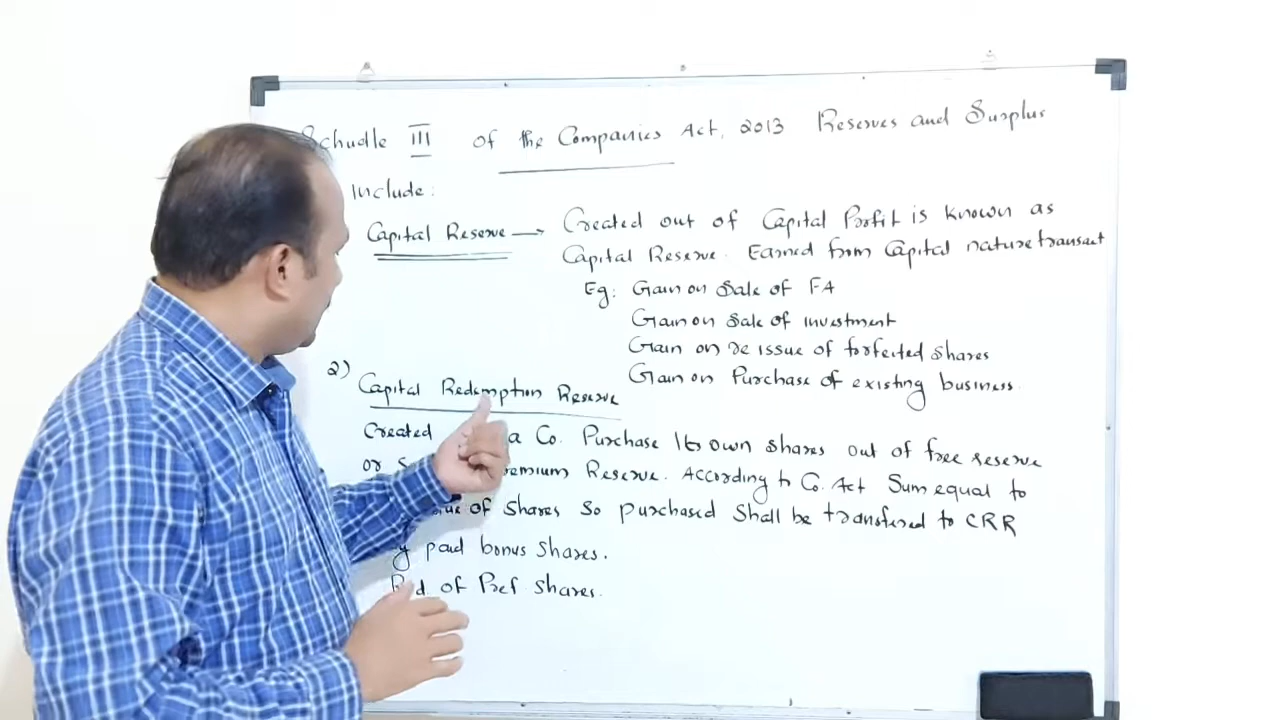 Schudle III of the Companies Act, 2013 Reserves and Surplus
Include:
Capital Reserve → Created out of Capital Profit is known as
Capital Reserve. Earned from Capital nature transact
Eg: Gain on Sale of FA
Gain on Sale of investment
Gain on re issue of forfeited shares
Gain on Purchase of existing business.
2)
Capital Redemption Reserve
Created a Co. Purchase its own shares out of free reserve
or Premium Reserve. According to Co. Act Sum equal to
of Shares so purchased Shall be transfered to CRR
paid bonus shares.
of Pref shares.